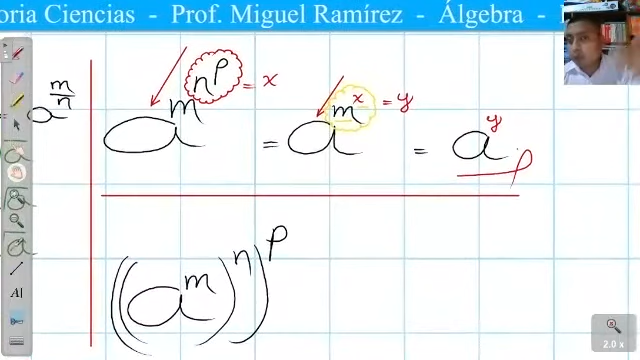 oria Ciencias - Prof. Miguel Ramírez - Álgebra -
= a^{m/n}
a^{m^{n^p}} = a^{m^x} = a^y
n^p = x
m^x = y
((a^m)^n)^p
A|
2.0 x